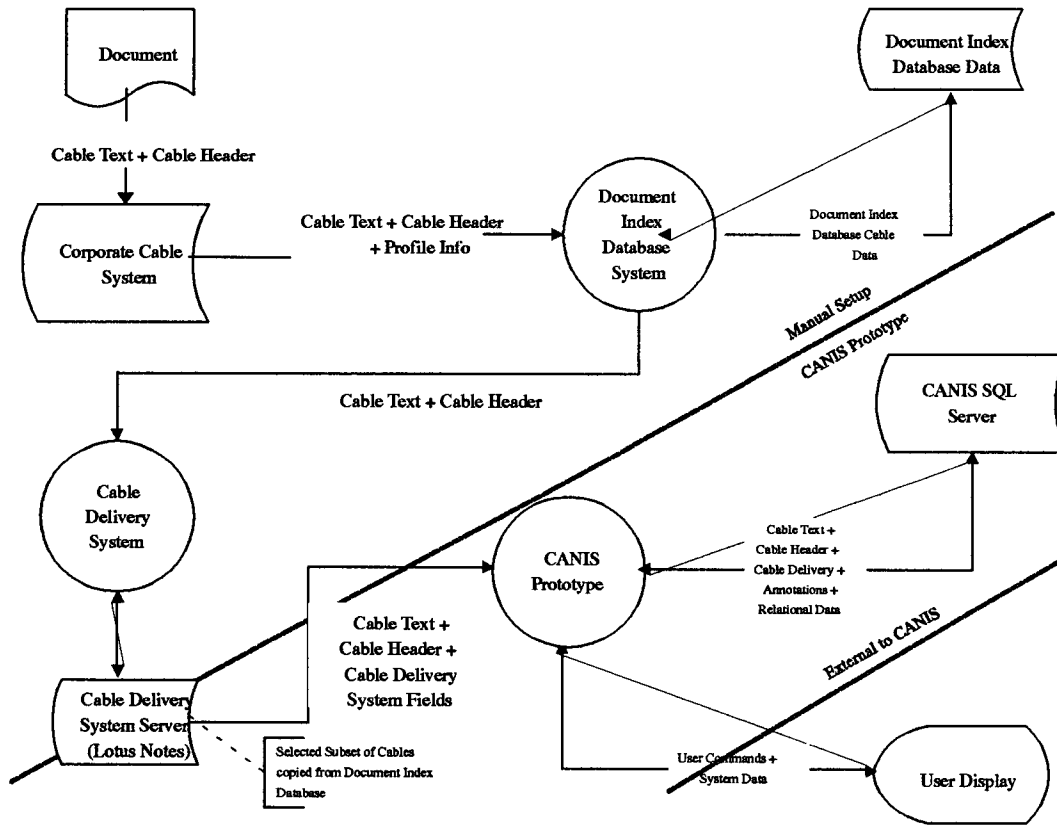 Document
Document Index
Database Data
Cable Text + Cable Header
Corporate Cable
System
Cable Text + Cable Header
+ Profile Info
Document
Index
Database
System
Document Index
Database Cable
Data
Manual Setup
CANIS Prototype
Cable Text + Cable Header
CANIS SQL
Server
Cable
Delivery
System
CANIS
Prototype
Cable Text +
Cable Header +
Cable Delivery +
Annotations +
Relational Data
Cable Text +
Cable Header +
Cable Delivery
System Fields
External to CANIS
Cable Delivery
System Server
(Lotus Notes)
Selected Subset of Cables
copied from Document Index
Database
User Commands +
System Data
User Display